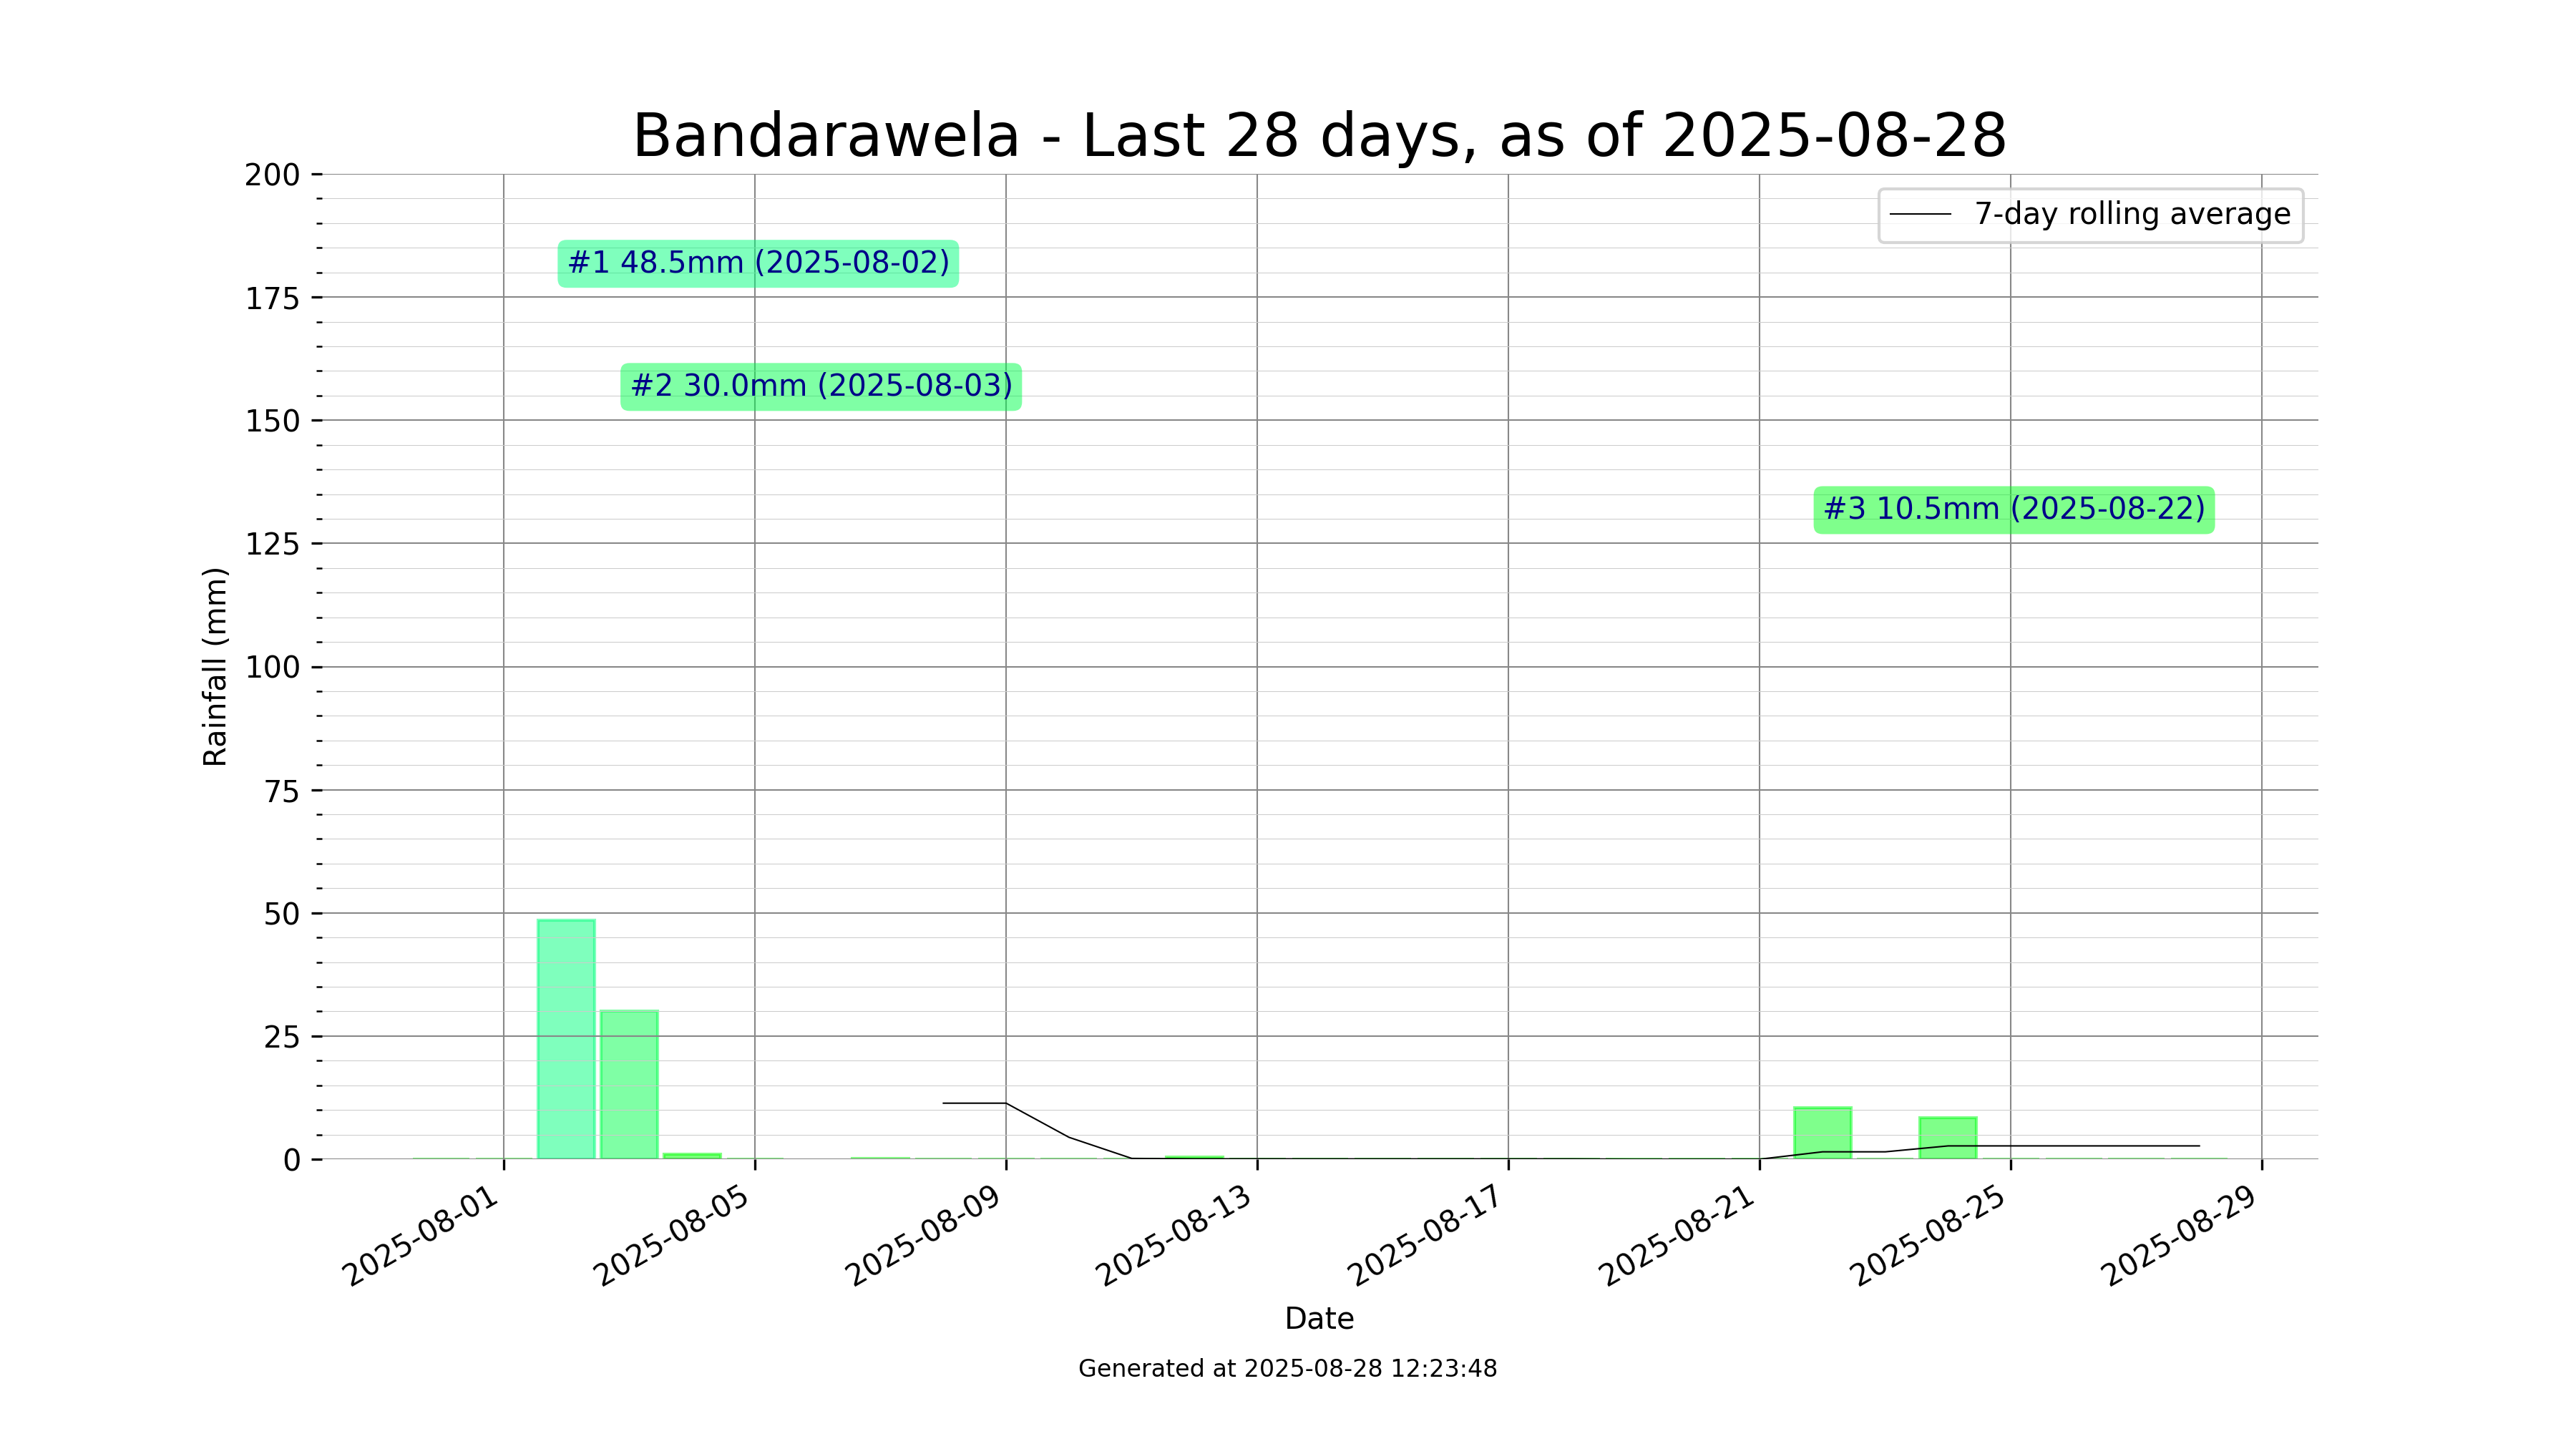 Bandarawela - Last 28 days, as of 2025-08-28
200
7-day rolling average
#1 48.5mm (2025-08-02)
175
#2 30.0mm (2025-08-03)
150
#3 10.5mm (2025-08-22)
125
Rainfall (mm)
100
75
50
25
0
2025-08-01
2025-08-05
2025-08-09
2025-08-13
2025-08-17
2025-08-21
2025-08-25
2025-08-29
Date
Generated at 2025-08-28 12:23:48